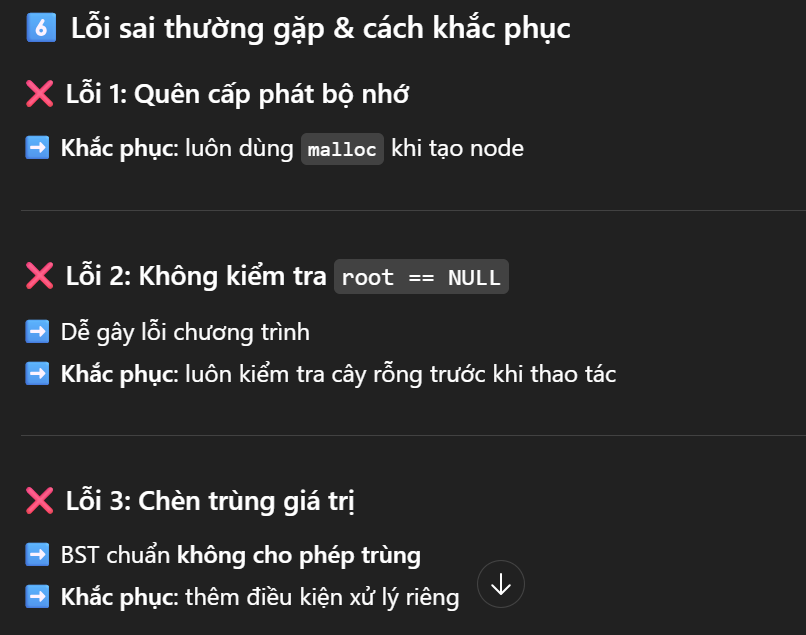 6 Lỗi sai thường gặp & cách khắc phục
Lỗi 1: Quên cấp phát bộ nhớ
Khắc phục: luôn dùng malloc khi tạo node
Lỗi 2: Không kiểm tra root == NULL
Dễ gây lỗi chương trình
Khắc phục: luôn kiểm tra cây rỗng trước khi thao tác
Lỗi 3: Chèn trùng giá trị
BST chuẩn không cho phép trùng
Khắc phục: thêm điều kiện xử lý riêng